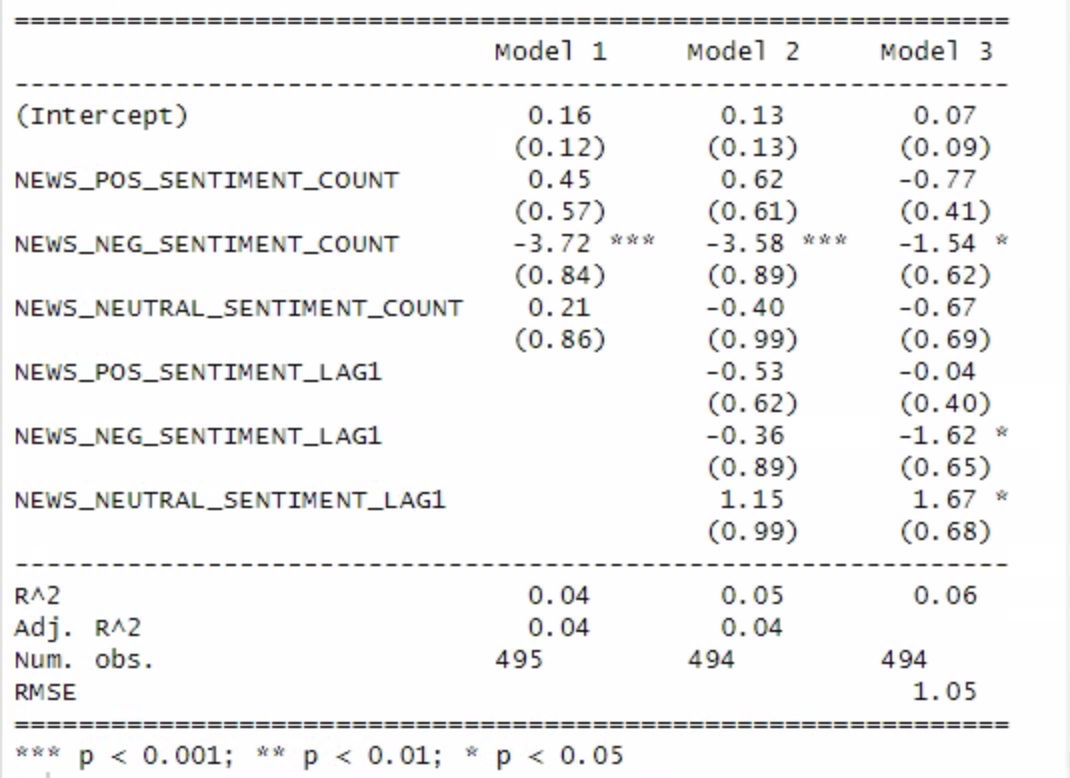 ==============================================================
                              Model 1     Model 2     Model 3
--------------------------------------------------------------
(Intercept)                     0.16        0.13        0.07
                               (0.12)      (0.13)      (0.09)
NEWS_POS_SENTIMENT_COUNT        0.45        0.62       -0.77
                               (0.57)      (0.61)      (0.41)
NEWS_NEG_SENTIMENT_COUNT       -3.72 ***   -3.58 ***   -1.54 *
                               (0.84)      (0.89)      (0.62)
NEWS_NEUTRAL_SENTIMENT_COUNT    0.21       -0.40       -0.67
                               (0.86)      (0.99)      (0.69)
NEWS_POS_SENTIMENT_LAG1                    -0.53       -0.04
                                           (0.62)      (0.40)
NEWS_NEG_SENTIMENT_LAG1                    -0.36       -1.62 *
                                           (0.89)      (0.65)
NEWS_NEUTRAL_SENTIMENT_LAG1                 1.15        1.67 *
                                           (0.99)      (0.68)
--------------------------------------------------------------
R^2                             0.04        0.05        0.06
Adj. R^2                        0.04        0.04
Num. obs.                     495         494         494
RMSE                                                    1.05
==============================================================
*** p < 0.001; ** p < 0.01; * p < 0.05